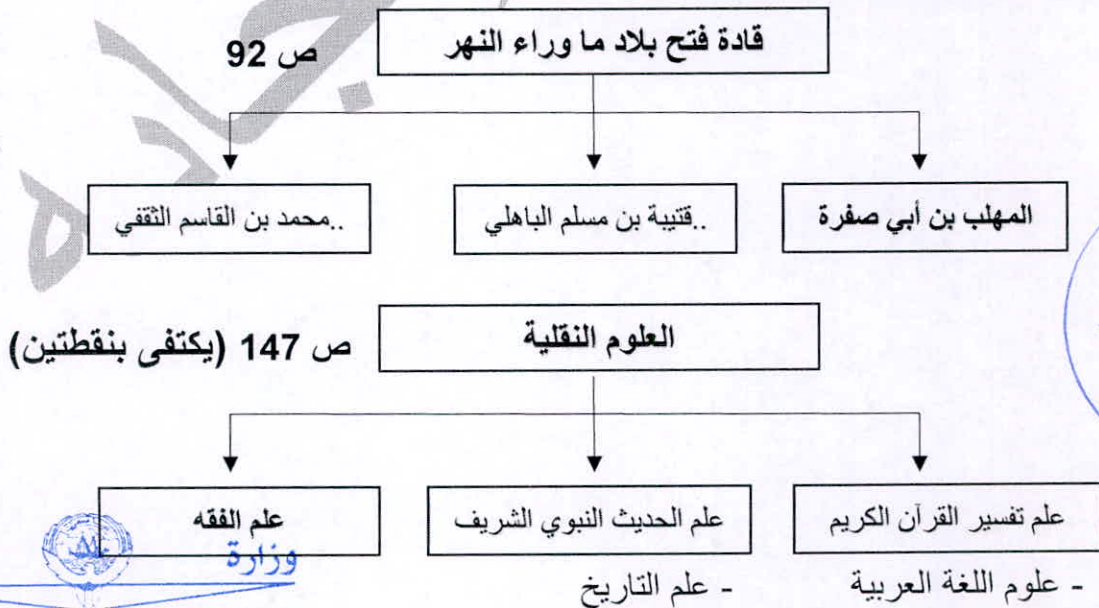 قادة فتح بلاد ما وراء النهر
ص 92
المهلب بن أبي صفرة
..قتيبة بن مسلم الباهلي
..محمد بن القاسم الثقفي
العلوم النقلية
ص 147 (يكتفى بنقطتين)
علم تفسير القرآن الكريم
علم الحديث النبوي الشريف
علم الفقه
وزارة
- علوم اللغة العربية
- علم التاريخ